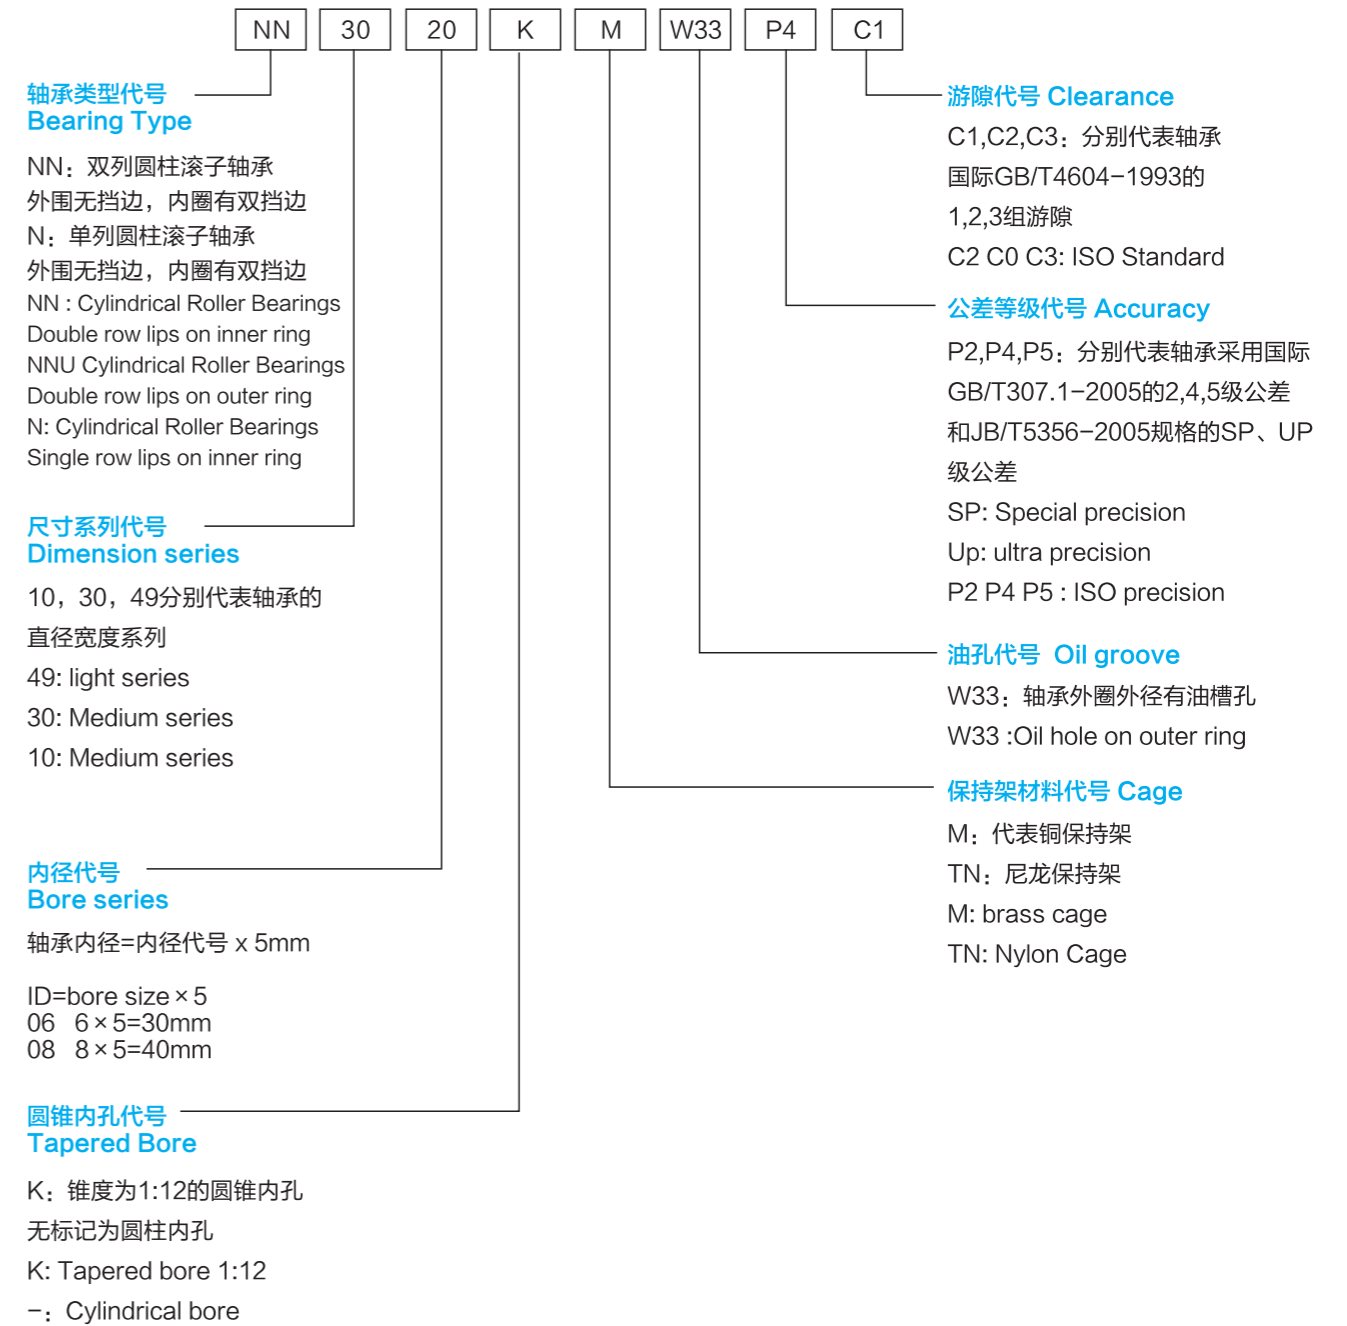 NN 30 20 K M W33 P4 C1
轴承类型代号
Bearing Type
NN：双列圆柱滚子轴承
外围无挡边，内圈有双挡边
N：单列圆柱滚子轴承
外围无挡边，内圈有双挡边
NN : Cylindrical Roller Bearings
Double row lips on inner ring
NNU Cylindrical Roller Bearings
Double row lips on outer ring
N: Cylindrical Roller Bearings
Single row lips on inner ring
尺寸系列代号
Dimension series
10，30，49分别代表轴承的
直径宽度系列
49: light series
30: Medium series
10: Medium series
内径代号
Bore series
轴承内径=内径代号 x 5mm
ID=bore size×5
06 6×5=30mm
08 8×5=40mm
圆锥内孔代号
Tapered Bore
K：锥度为1:12的圆锥内孔
无标记为圆柱内孔
K: Tapered bore 1:12
–：Cylindrical bore
游隙代号 Clearance
C1,C2,C3：分别代表轴承
国际GB/T4604–1993的
1,2,3组游隙
C2 C0 C3: ISO Standard
公差等级代号 Accuracy
P2,P4,P5：分别代表轴承采用国际
GB/T307.1–2005的2,4,5级公差
和JB/T5356–2005规格的SP、UP
级公差
SP: Special precision
Up: ultra precision
P2 P4 P5 : ISO precision
油孔代号 Oil groove
W33：轴承外圈外径有油槽孔
W33 :Oil hole on outer ring
保持架材料代号 Cage
M：代表铜保持架
TN：尼龙保持架
M: brass cage
TN: Nylon Cage